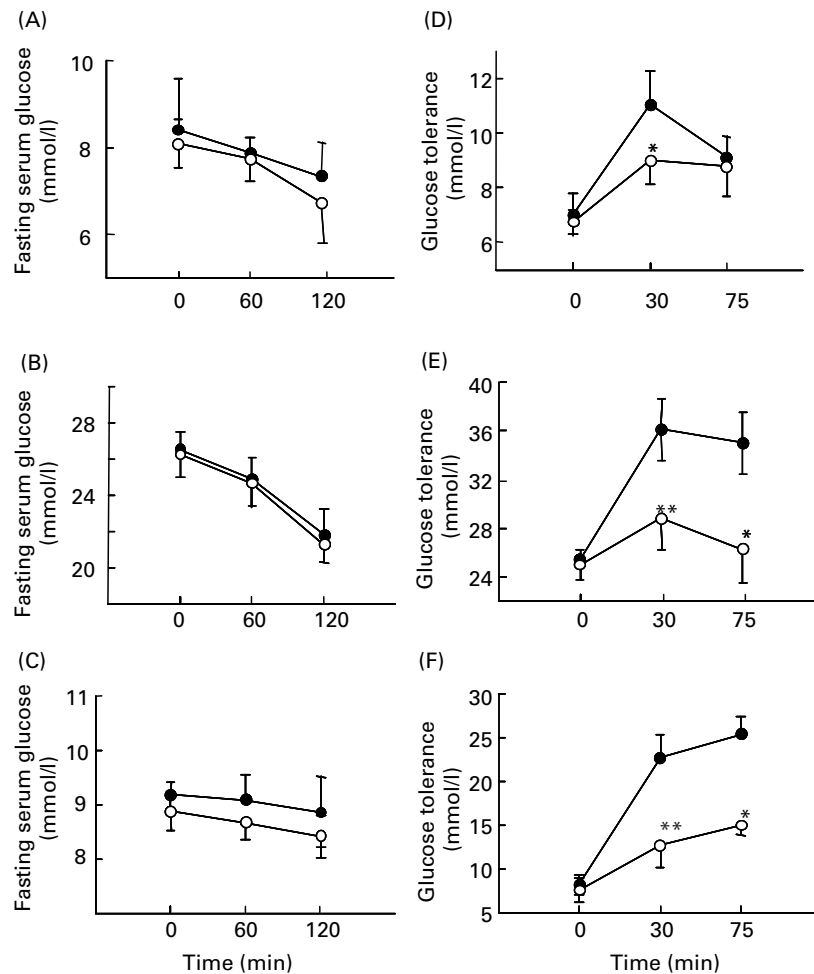 (A)
Fasting serum glucose
(mmol/l)
10
8
6
0 60 120
(D)
Glucose tolerance
(mmol/l)
12
10
8
6
*
0 30 75
(B)
Fasting serum glucose
(mmol/l)
28
24
20
0 60 120
(E)
Glucose tolerance
(mmol/l)
40
36
32
28
24
**
*
0 30 75
(C)
Fasting serum glucose
(mmol/l)
11
10
9
8
0 60 120
Time (min)
(F)
Glucose tolerance
(mmol/l)
30
25
20
15
10
5
**
*
0 30 75
Time (min)